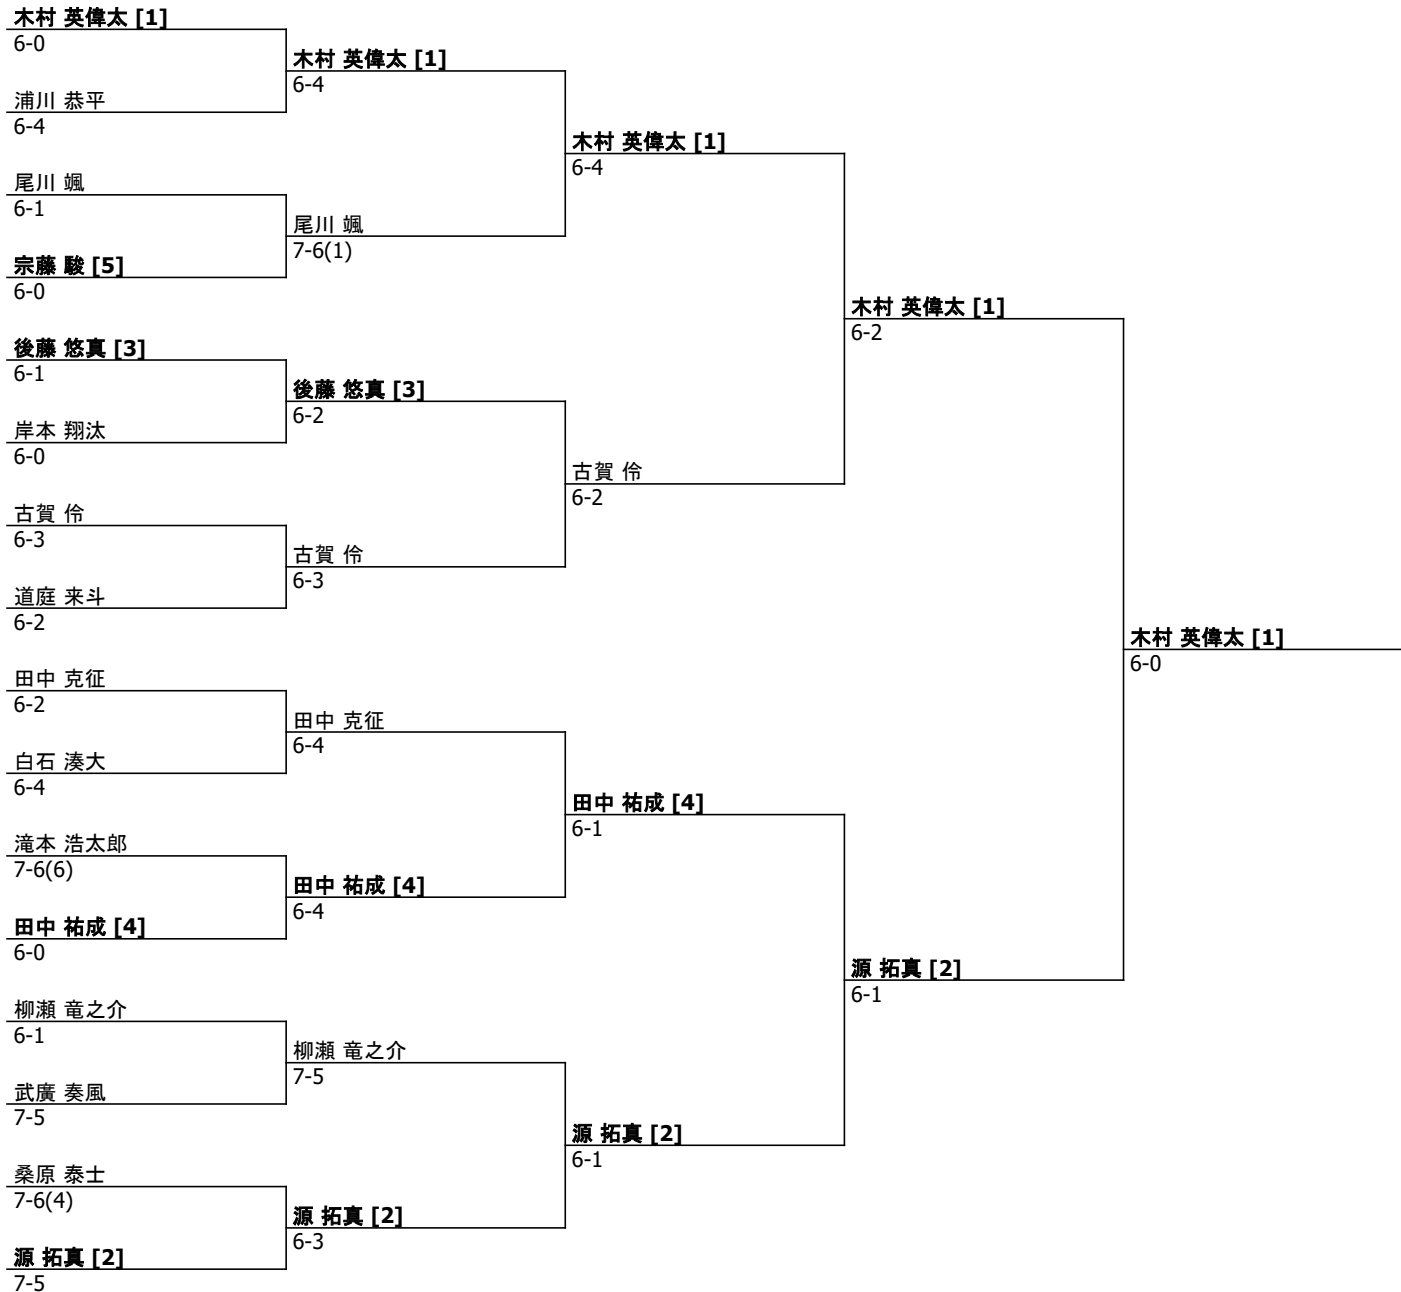 木村 英偉太 [1]
6-0
浦川 恭平
6-4
尾川 颯
6-1
宗藤 駿 [5]
6-0
後藤 悠真 [3]
6-1
岸本 翔汰
6-0
古賀 伶
6-3
道庭 来斗
6-2
田中 克征
6-2
白石 湊大
6-4
滝本 浩太郎
7-6(6)
田中 祐成 [4]
6-0
柳瀬 竜之介
6-1
武廣 奏風
7-5
桑原 泰士
7-6(4)
源 拓真 [2]
7-5
木村 英偉太 [1]
6-4
尾川 颯
7-6(1)
後藤 悠真 [3]
6-2
古賀 伶
6-3
田中 克征
6-4
田中 祐成 [4]
6-4
柳瀬 竜之介
7-5
源 拓真 [2]
6-3
木村 英偉太 [1]
6-4
古賀 伶
6-2
田中 祐成 [4]
6-1
源 拓真 [2]
6-1
木村 英偉太 [1]
6-2
源 拓真 [2]
6-1
木村 英偉太 [1]
6-0